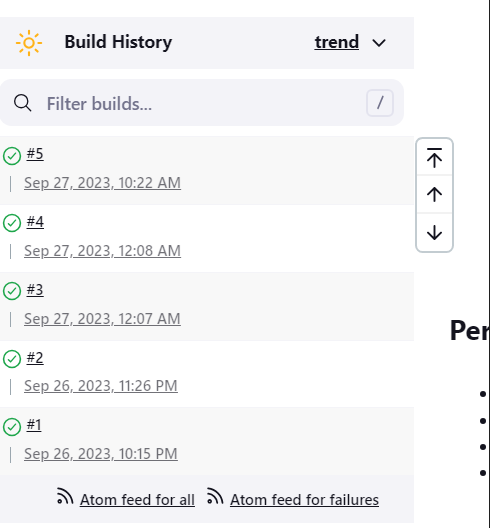 Build History trend
Filter builds... /
#5
Sep 27, 2023, 10:22 AM
#4
Sep 27, 2023, 12:08 AM
#3
Sep 27, 2023, 12:07 AM
Per
#2
Sep 26, 2023, 11:26 PM
#1
Sep 26, 2023, 10:15 PM
Atom feed for all Atom feed for failures